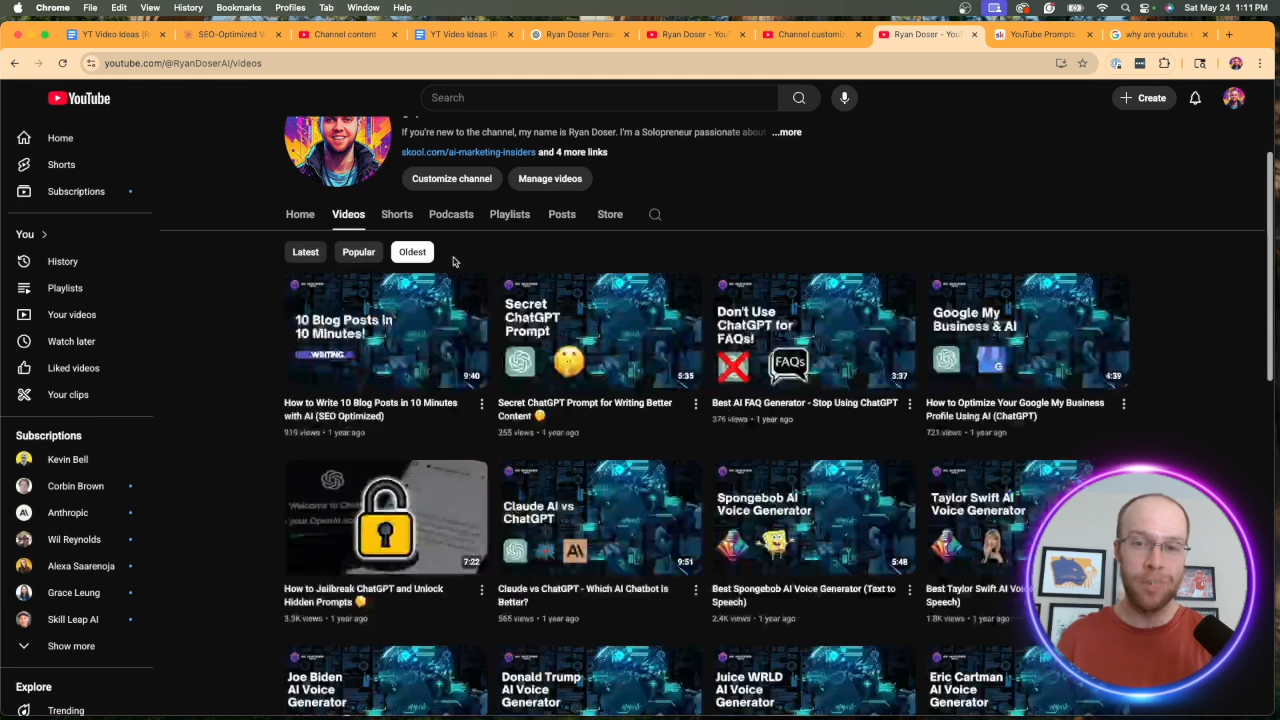 Chrome File Edit View History Bookmarks Profiles Tab Window Help
Sat May 24 1:11 PM
YT Video Ideas (R
SEO-Optimized V
Channel content -
YT Video Ideas (R
Ryan Doser Perso
Ryan Doser - YouT
Channel customiz
Ryan Doser - YouT
YouTube Prompts
why are youtube
youtube.com/@RyanDoserAI/videos
YouTube
Search
Create
Home
Shorts
Subscriptions
You
History
Playlists
Your videos
Watch later
Liked videos
Your clips
Subscriptions
Kevin Bell
Corbin Brown
Anthropic
Wil Reynolds
Alexa Saarenoja
Grace Leung
Skill Leap AI
Show more
Explore
Trending
If you're new to the channel, my name is Ryan Doser. I'm a Solopreneur passionate about ...more
skool.com/ai-marketing-insiders and 4 more links
Customize channel
Manage videos
Home Videos Shorts Podcasts Playlists Posts Store
Latest Popular Oldest
10 Blog Posts in
10 Minutes!
WRITING
9:40
How to Write 10 Blog Posts in 10 Minutes
with AI (SEO Optimized)
919 views • 1 year ago
Secret
ChatGPT
Prompt
5:35
Secret ChatGPT Prompt for Writing Better
Content 🤫
255 views • 1 year ago
Don't Use
ChatGPT for
FAQs!
FAQs
3:37
Best AI FAQ Generator - Stop Using ChatGPT
376 views • 1 year ago
Google My
Business & AI
4:39
How to Optimize Your Google My Business
Profile Using AI (ChatGPT)
721 views • 1 year ago
7:22
How to Jailbreak ChatGPT and Unlock
Hidden Prompts 🤫
3.3K views • 1 year ago
Claude AI vs
ChatGPT
9:51
Claude vs ChatGPT - Which AI Chatbot is
Better?
565 views • 1 year ago
Spongebob AI
Voice Generator
5:48
Best Spongebob AI Voice Generator (Text to
Speech)
2.4K views • 1 year ago
Taylor Swift AI
Voice Generator
Best Taylor Swift AI Voice
Speech)
1.8K views • 1 year ago
Joe Biden
AI Voice
Generator
Donald Trump
AI Voice
Generator
Juice WRLD
AI Voice
Generator
Eric Cartman
AI Voice
Generator